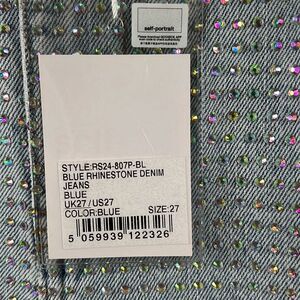 self-portrait
STYLE:RS24-807P-BL
BLUE RHINESTONE DENIM
JEANS
BLUE
UK27 / US27
COLOR:BLUE SIZE:27
5 059939 122326